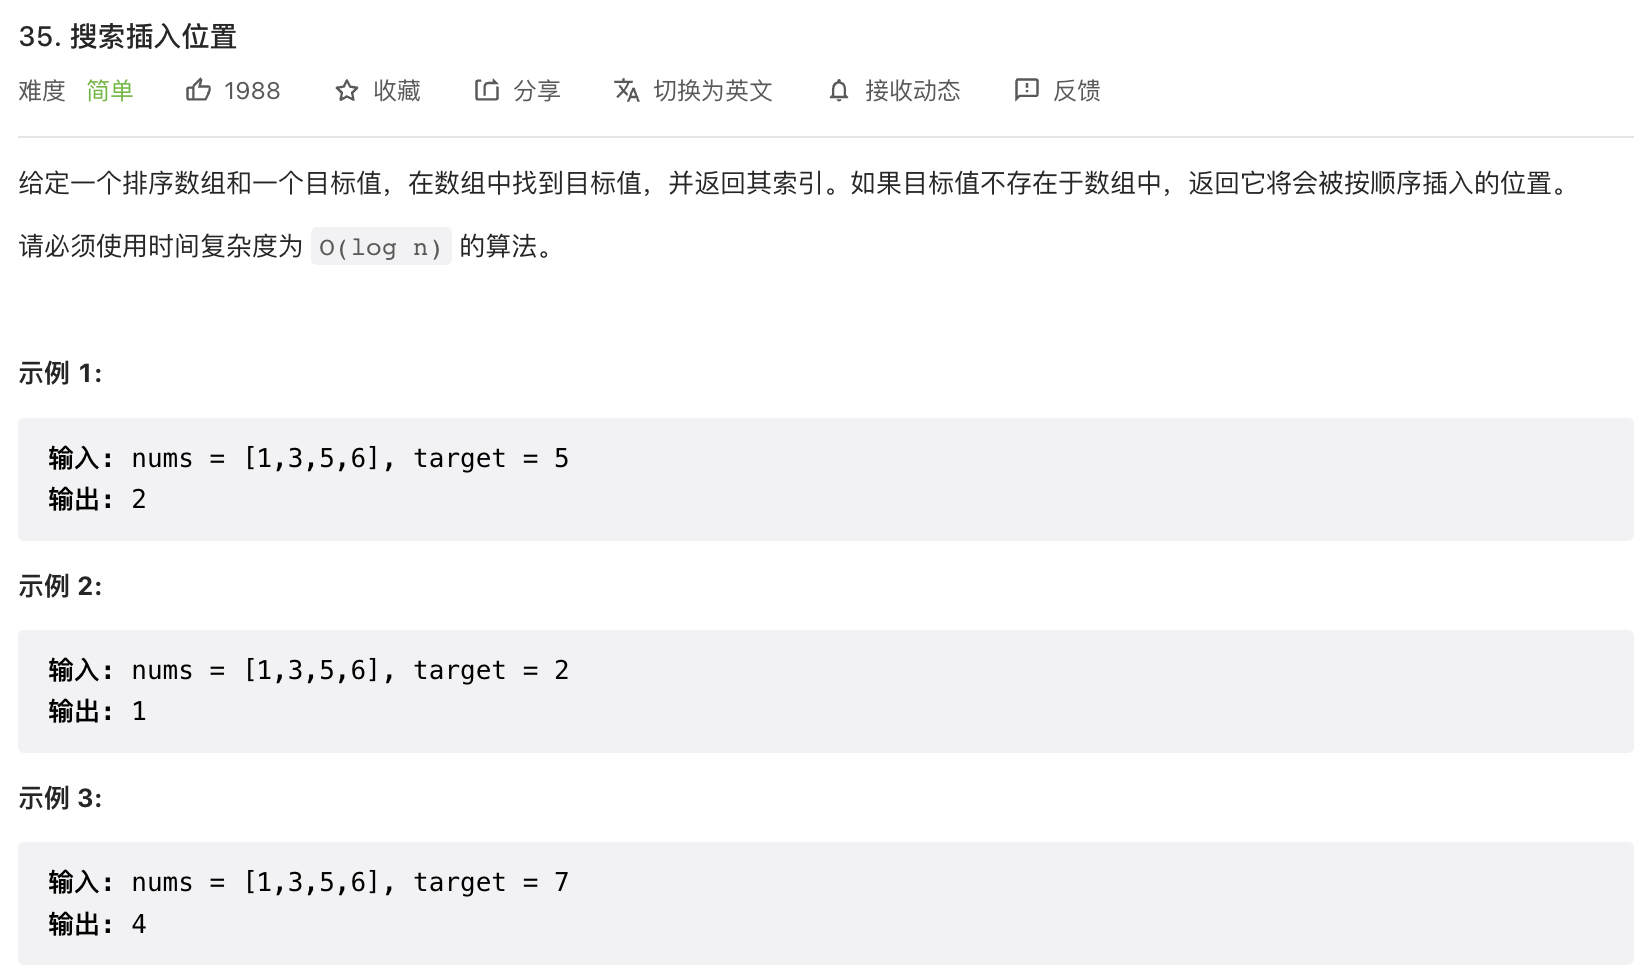 35. 搜索插入位置
难度 简单 1988 收藏 分享 切换为英文 接收动态 反馈
给定一个排序数组和一个目标值，在数组中找到目标值，并返回其索引。如果目标值不存在于数组中，返回它将会被按顺序插入的位置。
请必须使用时间复杂度为 O(log n) 的算法。
示例 1:
输入: nums = [1,3,5,6], target = 5
输出: 2
示例 2:
输入: nums = [1,3,5,6], target = 2
输出: 1
示例 3:
输入: nums = [1,3,5,6], target = 7
输出: 4